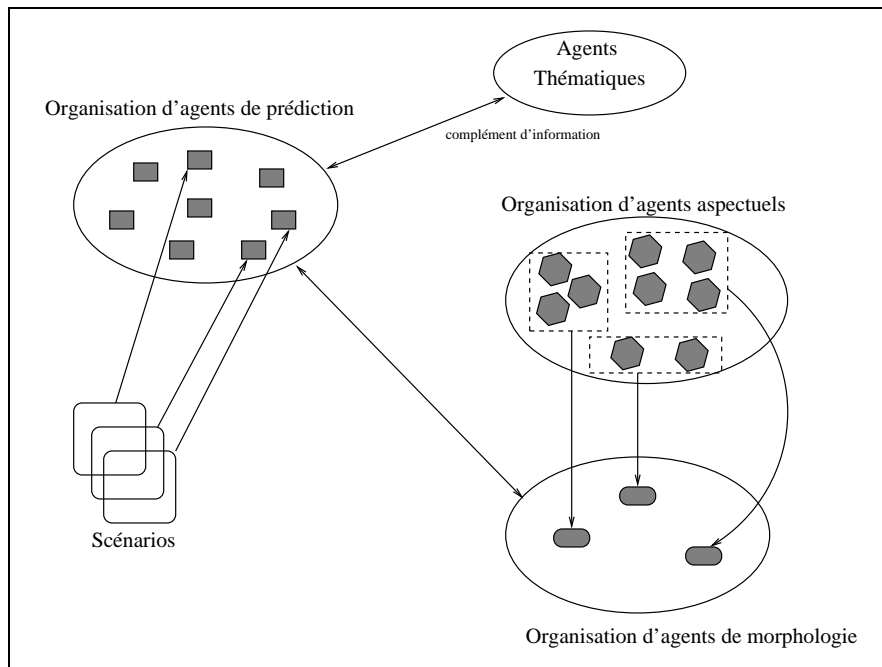 Agents
Thématiques
Organisation d'agents de prédiction
complément d'information
Organisation d'agents aspectuels
Scénarios
Organisation d'agents de morphologie